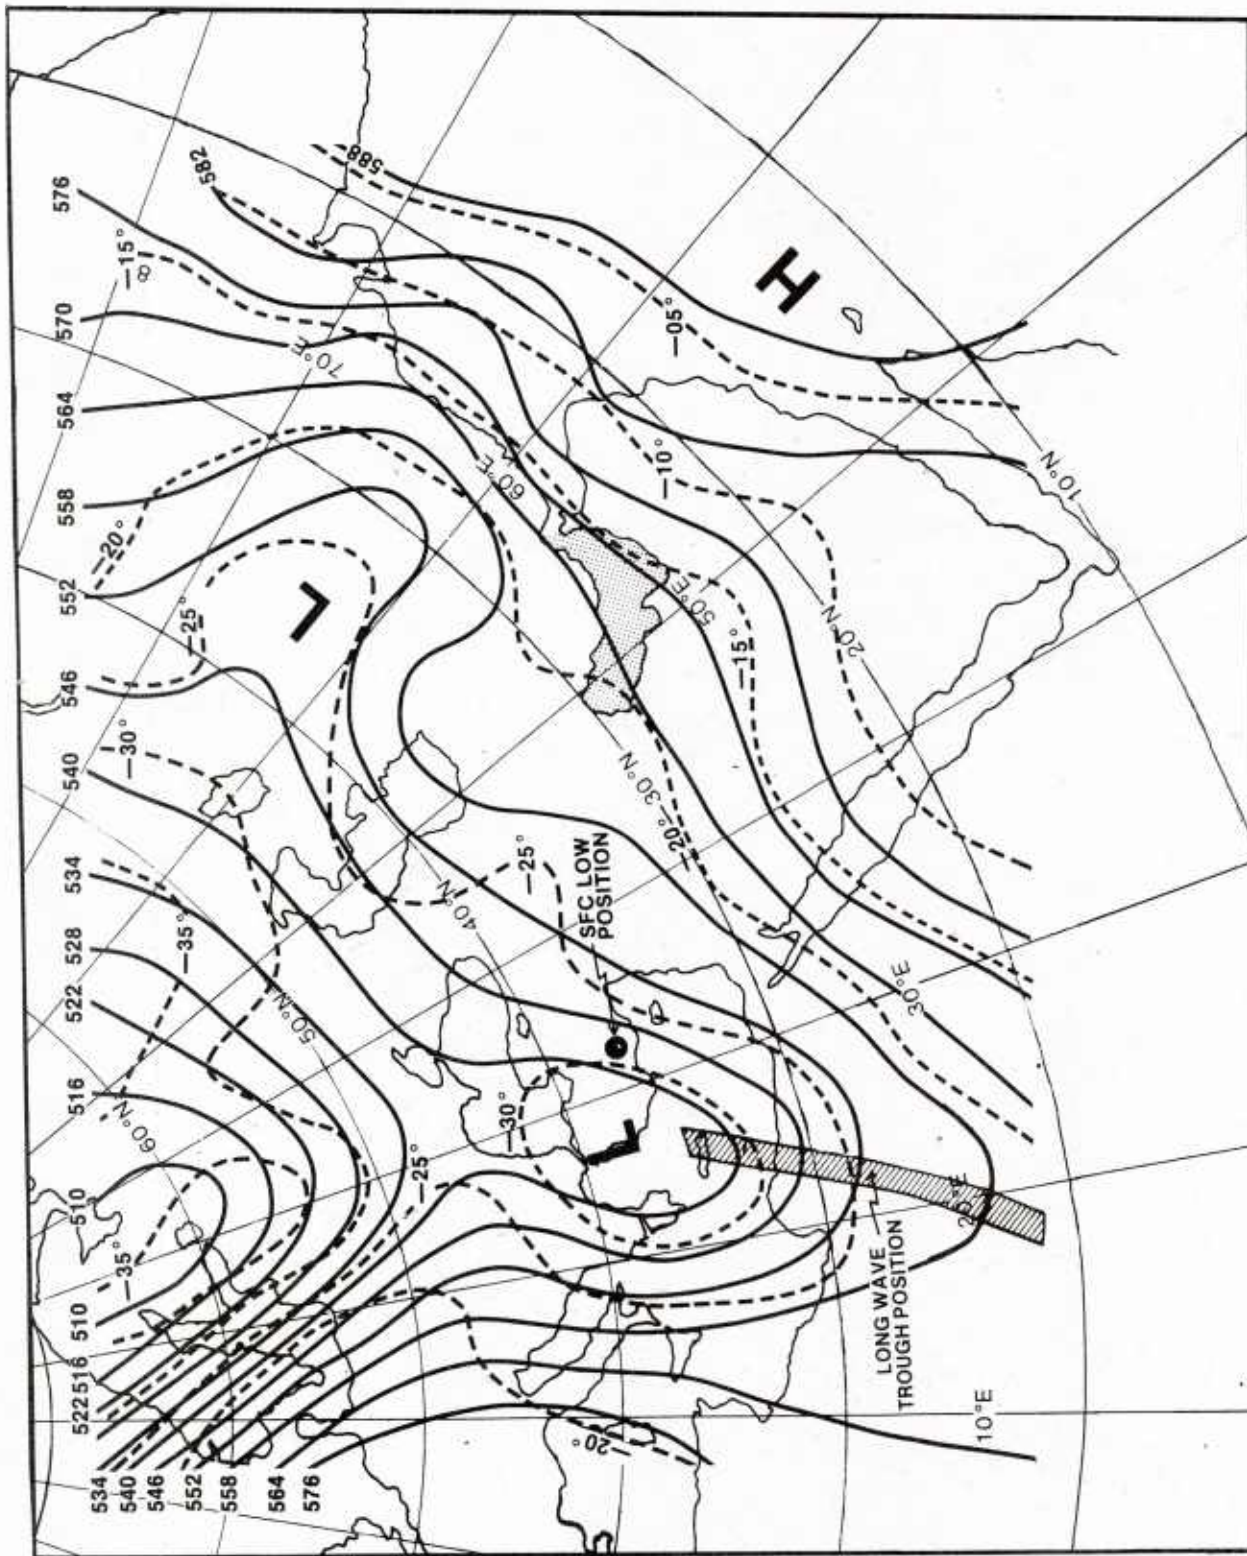 576
582
588
−15°
570
564
558
552
546
540
534
528
522
516
510
−20°
−25°
−30°
−35°
−35°
510
516
522
534
540
546
552
558
564
576
70°E
60°E
50°E
30°E
20°E
10°E
60°N
50°N
40°N
30°N
20°N
10°N
−05°
−10°
−15°
−20°
−25°
−30°
−25°
−20°
H
L
L
SFC LOW
POSITION
LONG WAVE
TROUGH POSITION